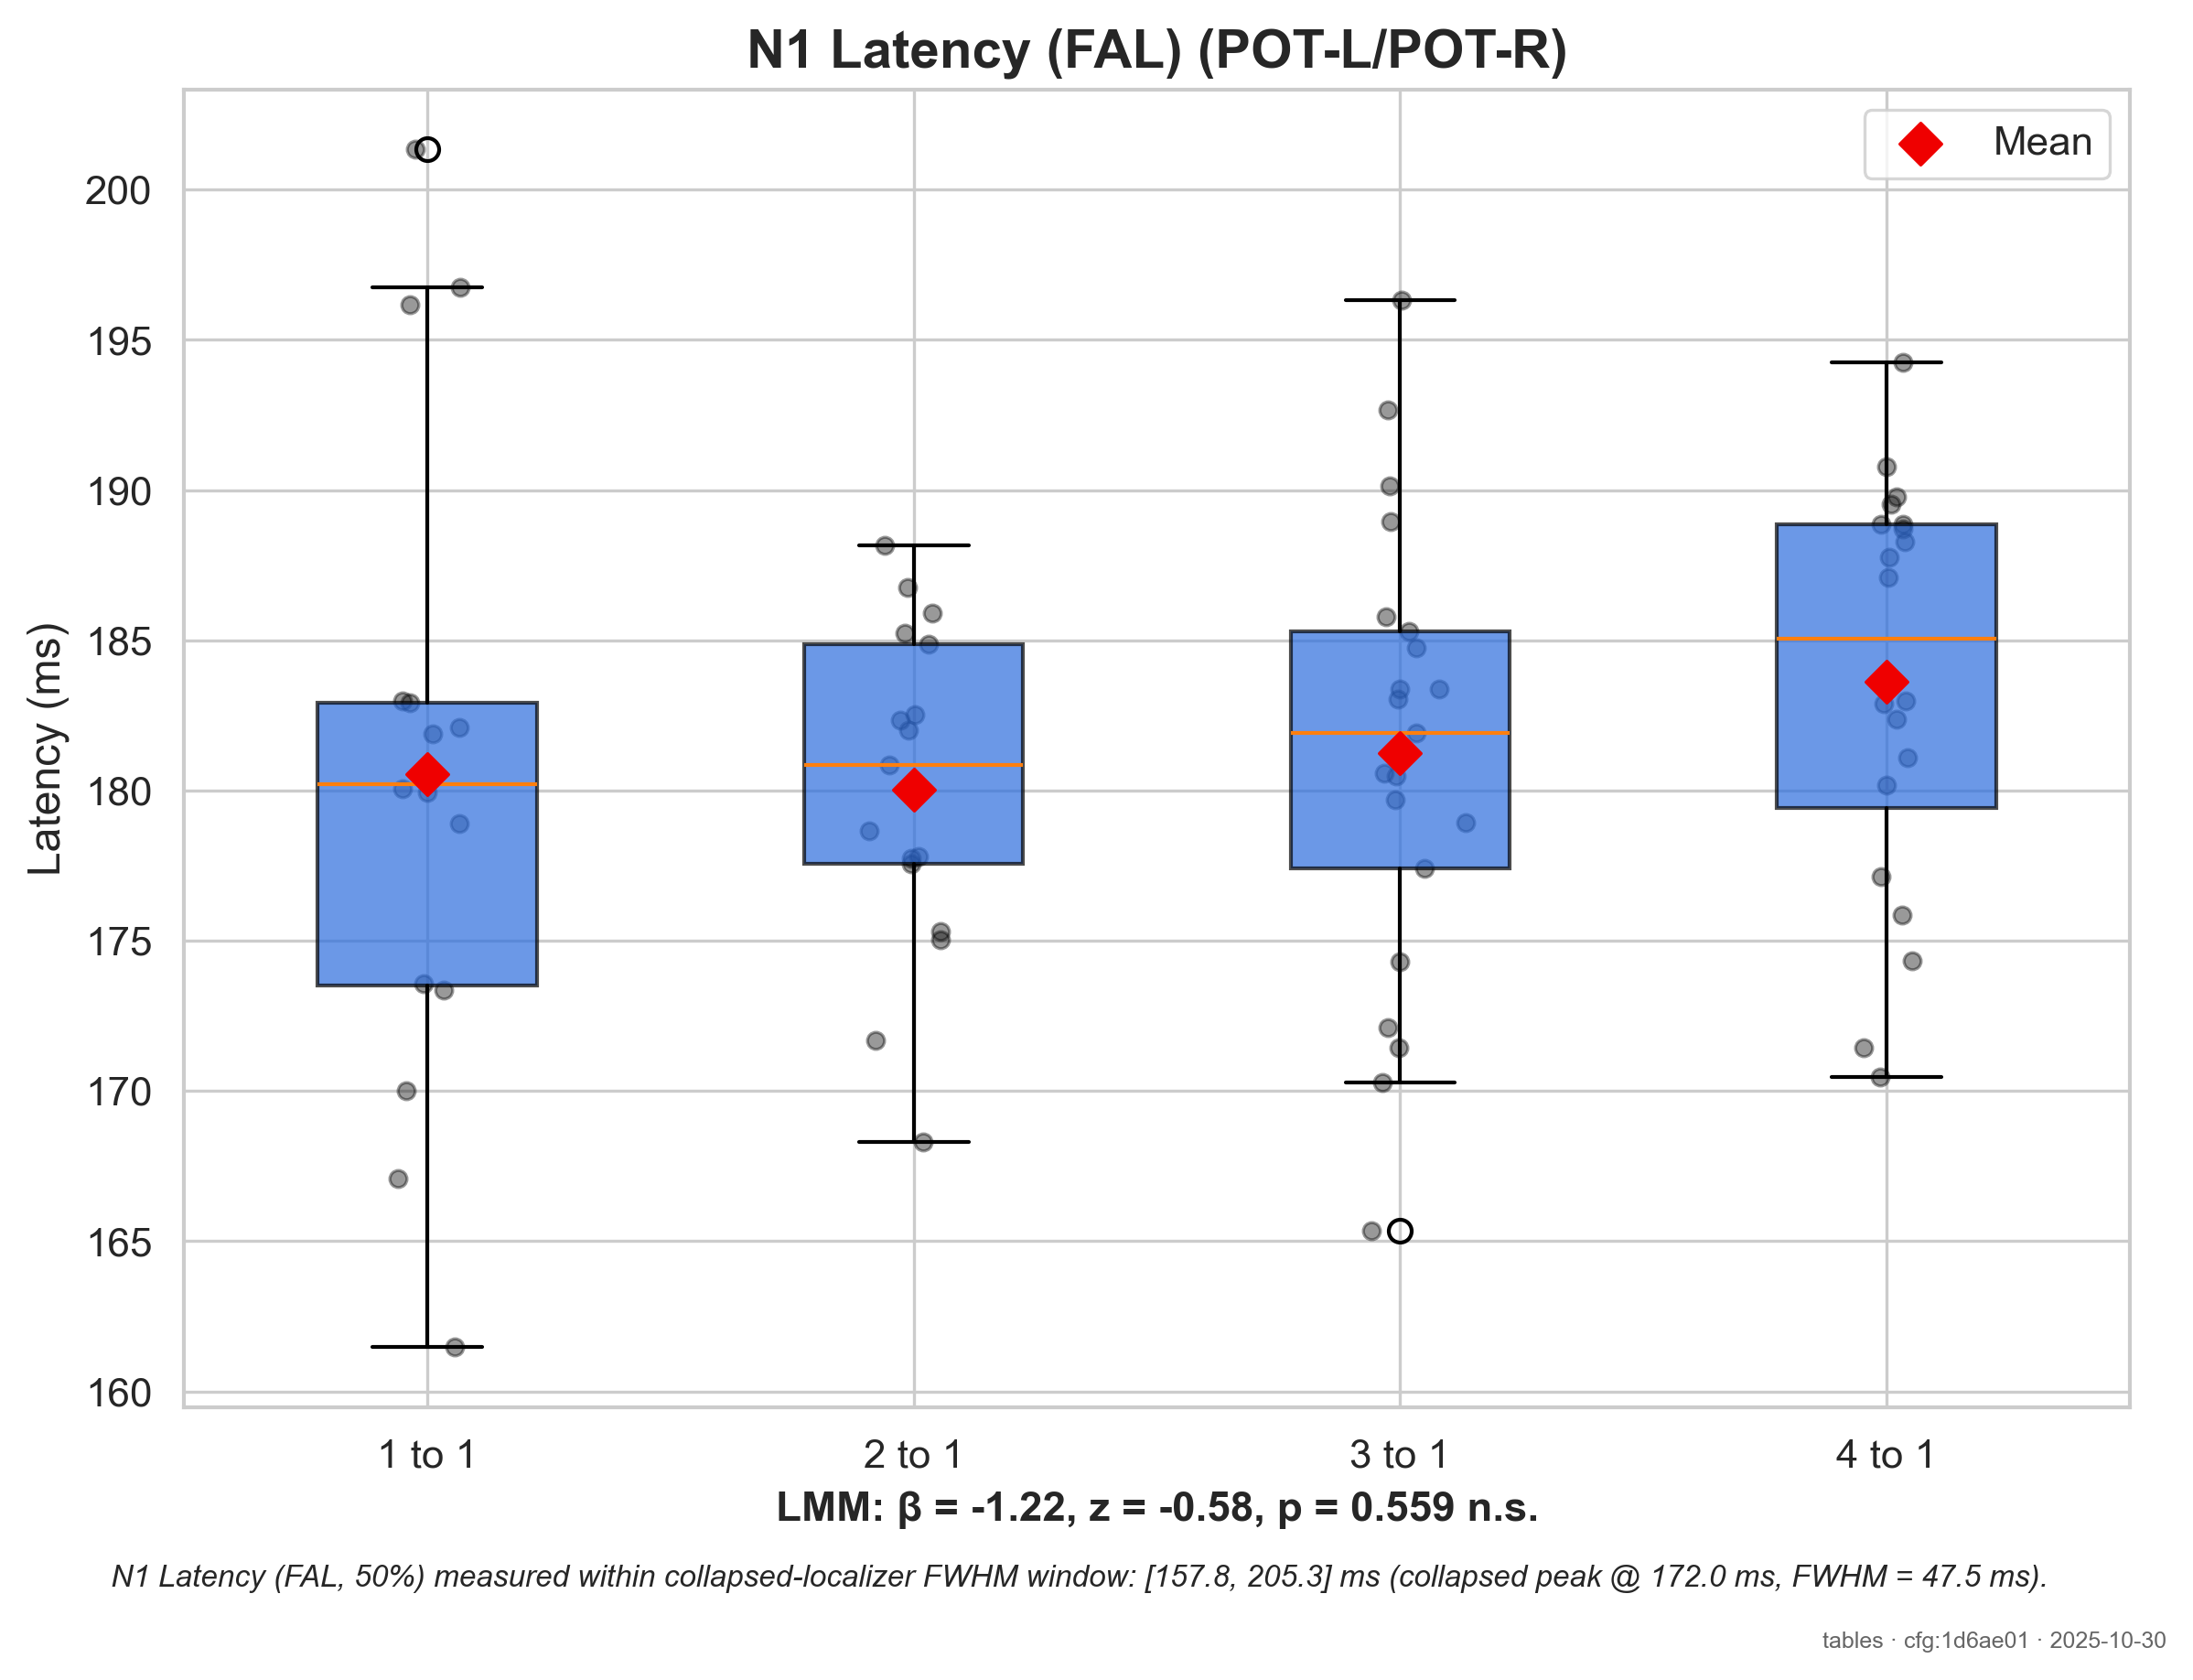 N1 Latency (FAL) (POT-L/POT-R)
Mean
Latency (ms)
200
195
190
185
180
175
170
165
160
1 to 1
2 to 1
3 to 1
4 to 1
LMM: β = -1.22, z = -0.58, p = 0.559 n.s.
N1 Latency (FAL, 50%) measured within collapsed-localizer FWHM window: [157.8, 205.3] ms (collapsed peak @ 172.0 ms, FWHM = 47.5 ms).
tables · cfg:1d6ae01 · 2025-10-30